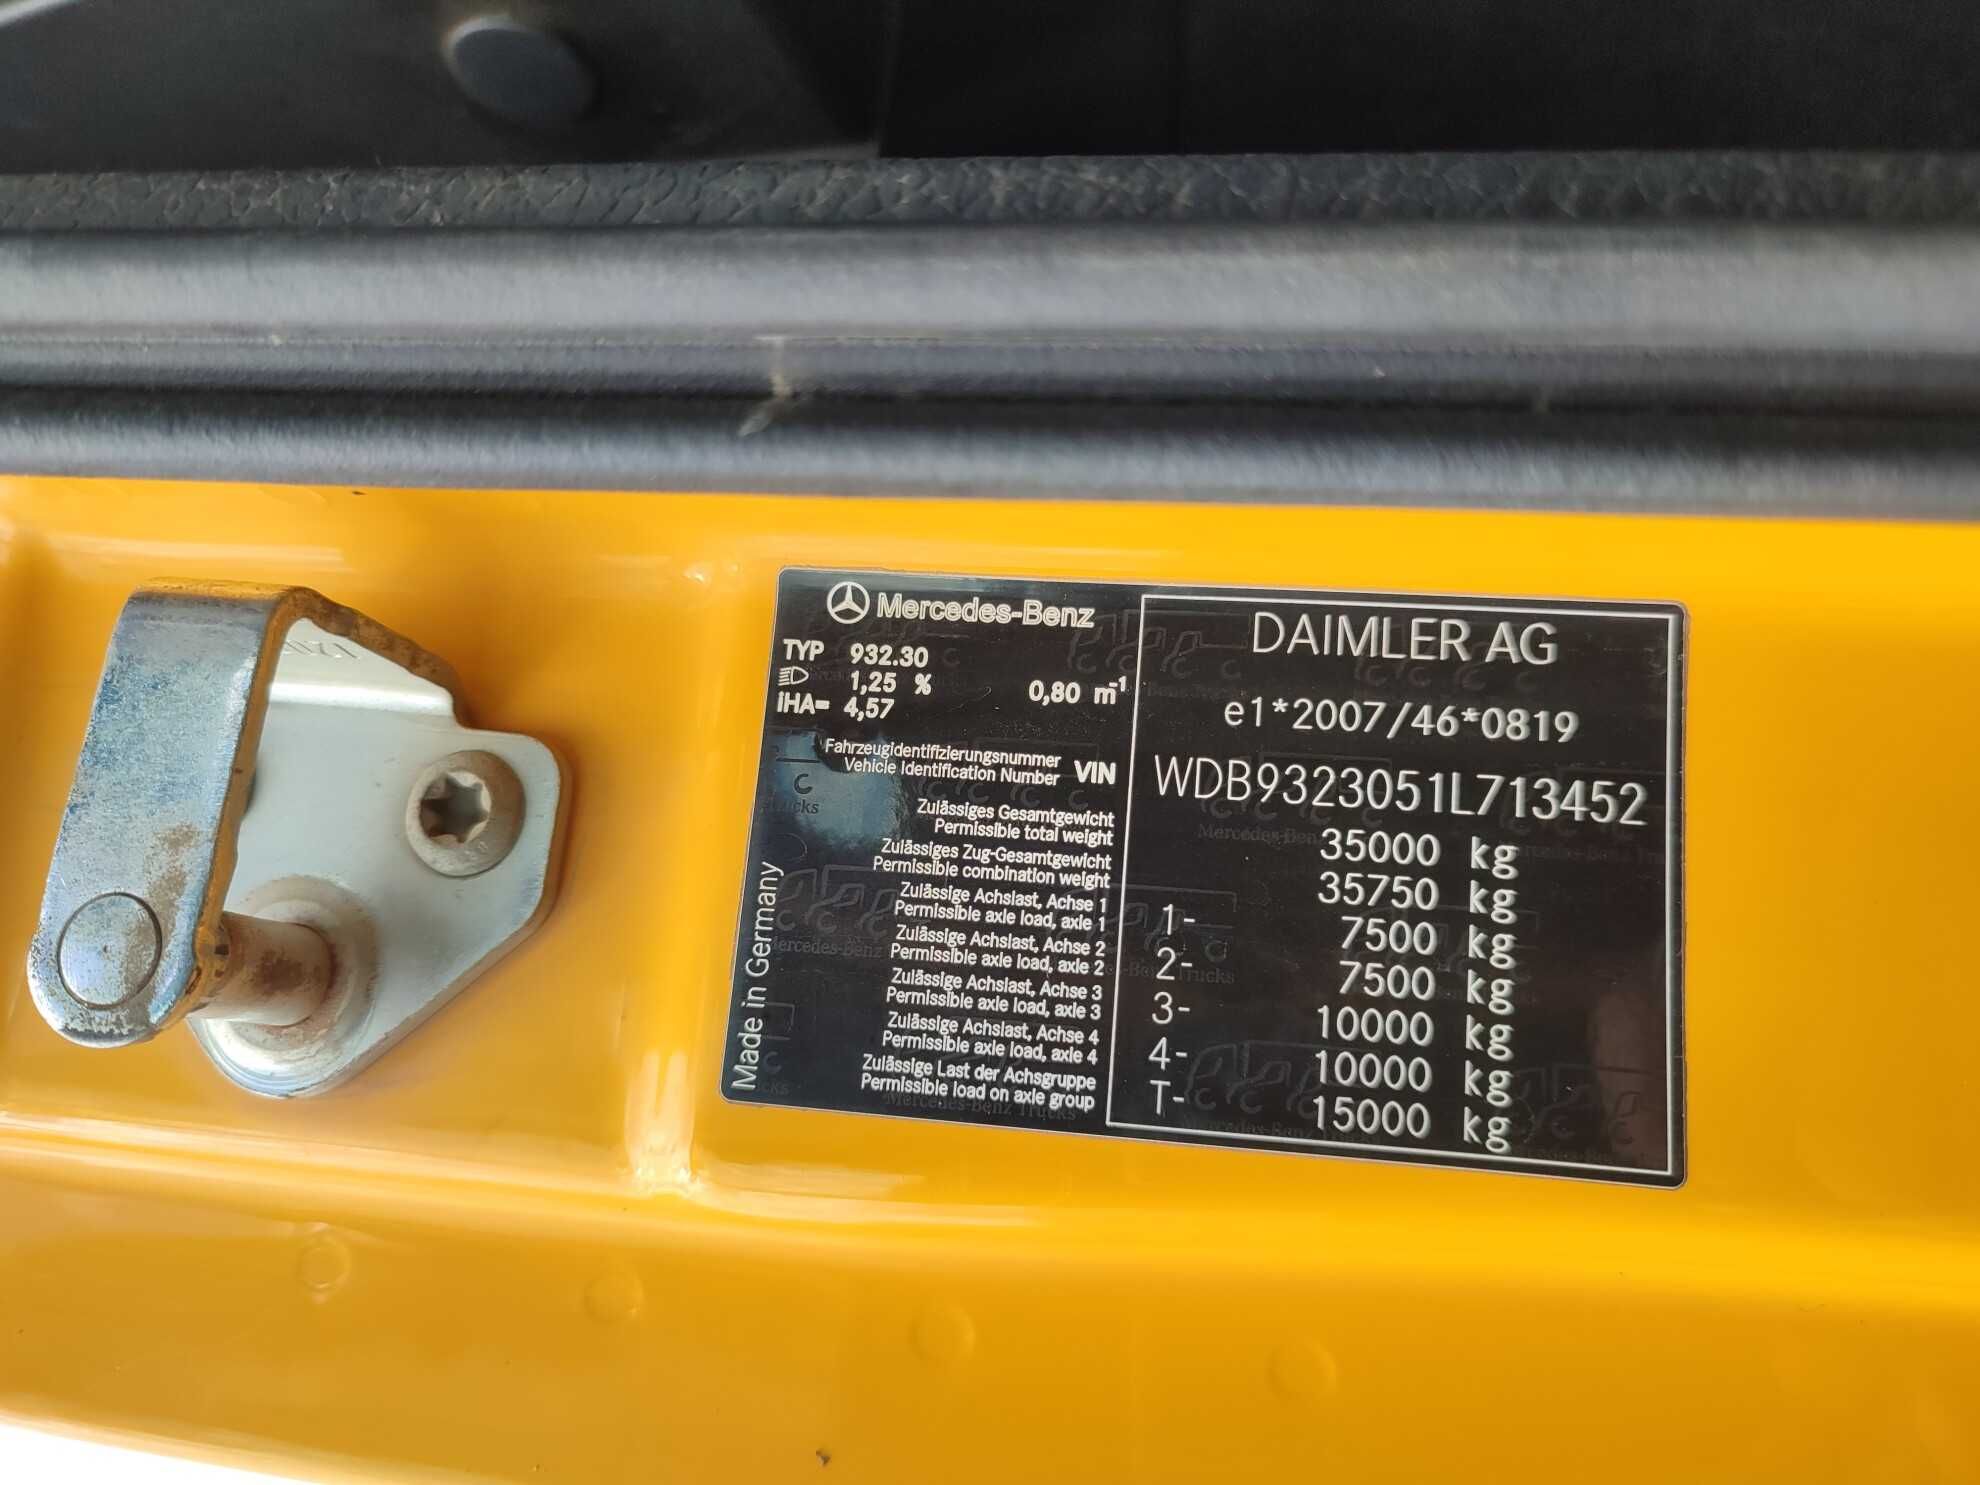 Mercedes-Benz
TYP 932.30
1,25 % 0,80 m⁻¹
iHA= 4,57
Fahrzeugidentifizierungsnummer
Vehicle Identification Number VIN
Zulässiges Gesamtgewicht
Permissible total weight
Zulässiges Zug-Gesamtgewicht
Permissible combination weight
Zulässige Achslast, Achse 1
Permissible axle load, axle 1
Zulässige Achslast, Achse 2
Permissible axle load, axle 2
Zulässige Achslast, Achse 3
Permissible axle load, axle 3
Zulässige Achslast, Achse 4
Permissible axle load, axle 4
Zulässige Last der Achsgruppe
Permissible load on axle group
Made in Germany
DAIMLER AG
e1*2007/46*0819
WDB9323051L713452
35000 kg
35750 kg
1- 7500 kg
2- 7500 kg
3- 10000 kg
4- 10000 kg
T- 15000 kg